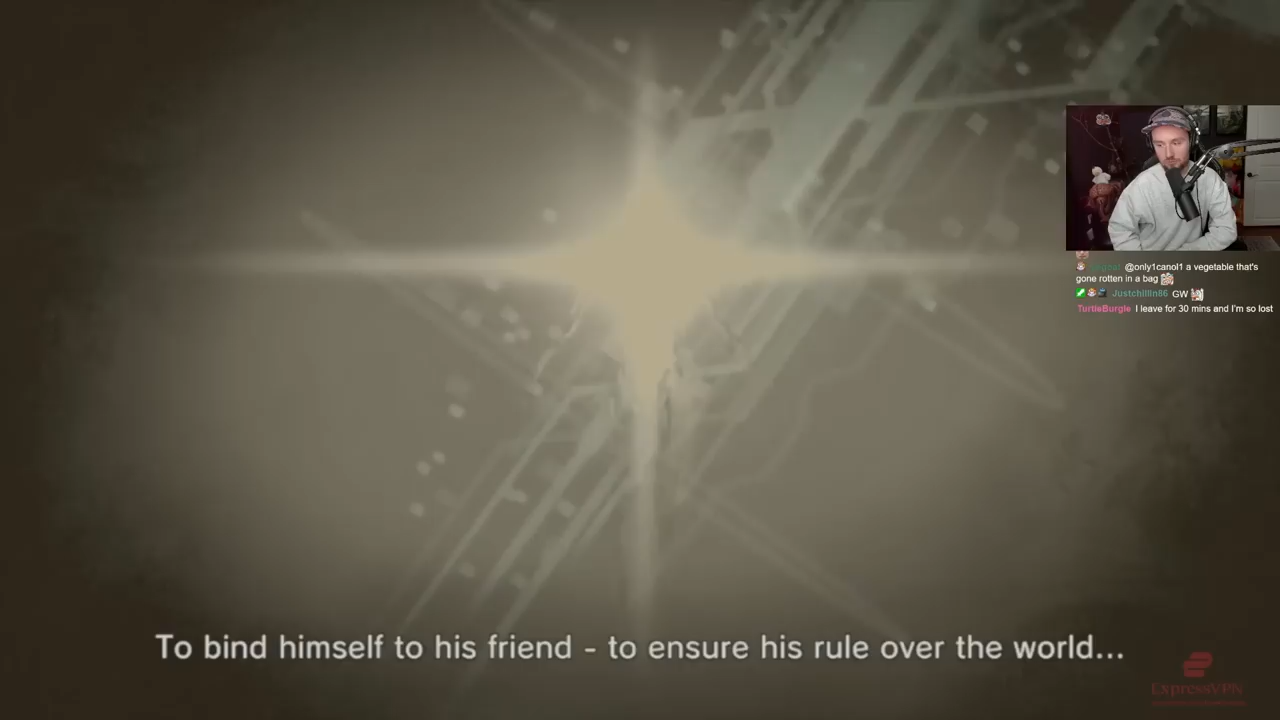 @only1canol1 a vegetable that's
gone rotten in a bag
Justchillin86 GW
TurtleBurgle I leave for 30 mins and I'm so lost
To bind himself to his friend - to ensure his rule over the world...
ExpressVPN